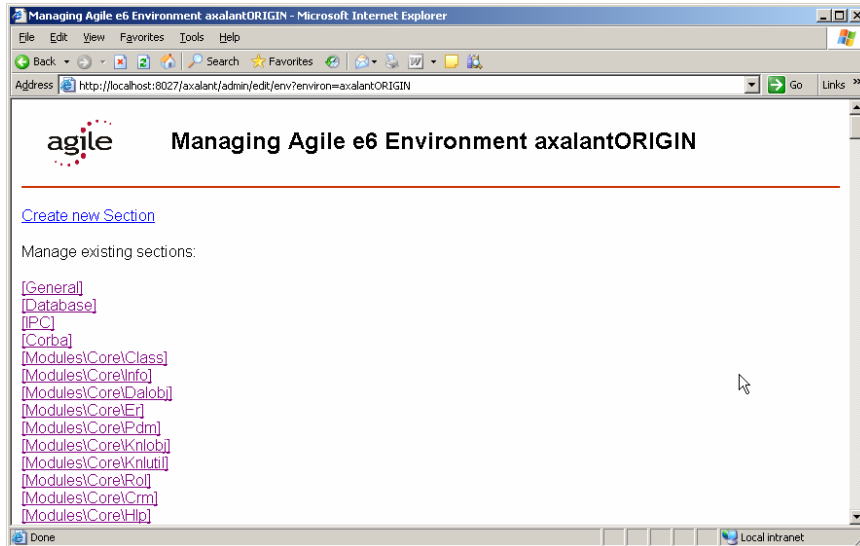 Managing Agile e6 Environment axalantORIGIN - Microsoft Internet Explorer
File Edit View Favorites Tools Help
Back Search Favorites
Address http://localhost:8027/axalant/admin/edit/env?environ=axalantORIGIN Go Links »
agile Managing Agile e6 Environment axalantORIGIN
Create new Section
Manage existing sections:
[General]
[Database]
[IPC]
[Corba]
[Modules\Core\Class]
[Modules\Core\Info]
[Modules\Core\Dalobj]
[Modules\Core\Er]
[Modules\Core\Pdm]
[Modules\Core\Knlobj]
[Modules\Core\Knlutil]
[Modules\Core\Rol]
[Modules\Core\Crm]
[Modules\Core\Hlp]
Done Local intranet